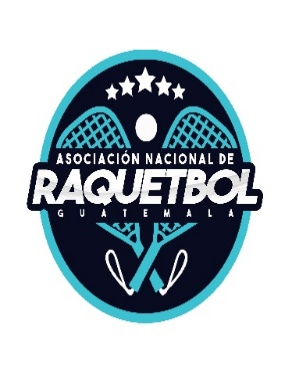 ASOCIACIÓN NACIONAL DE
RAQUETBOL
GUATEMALA